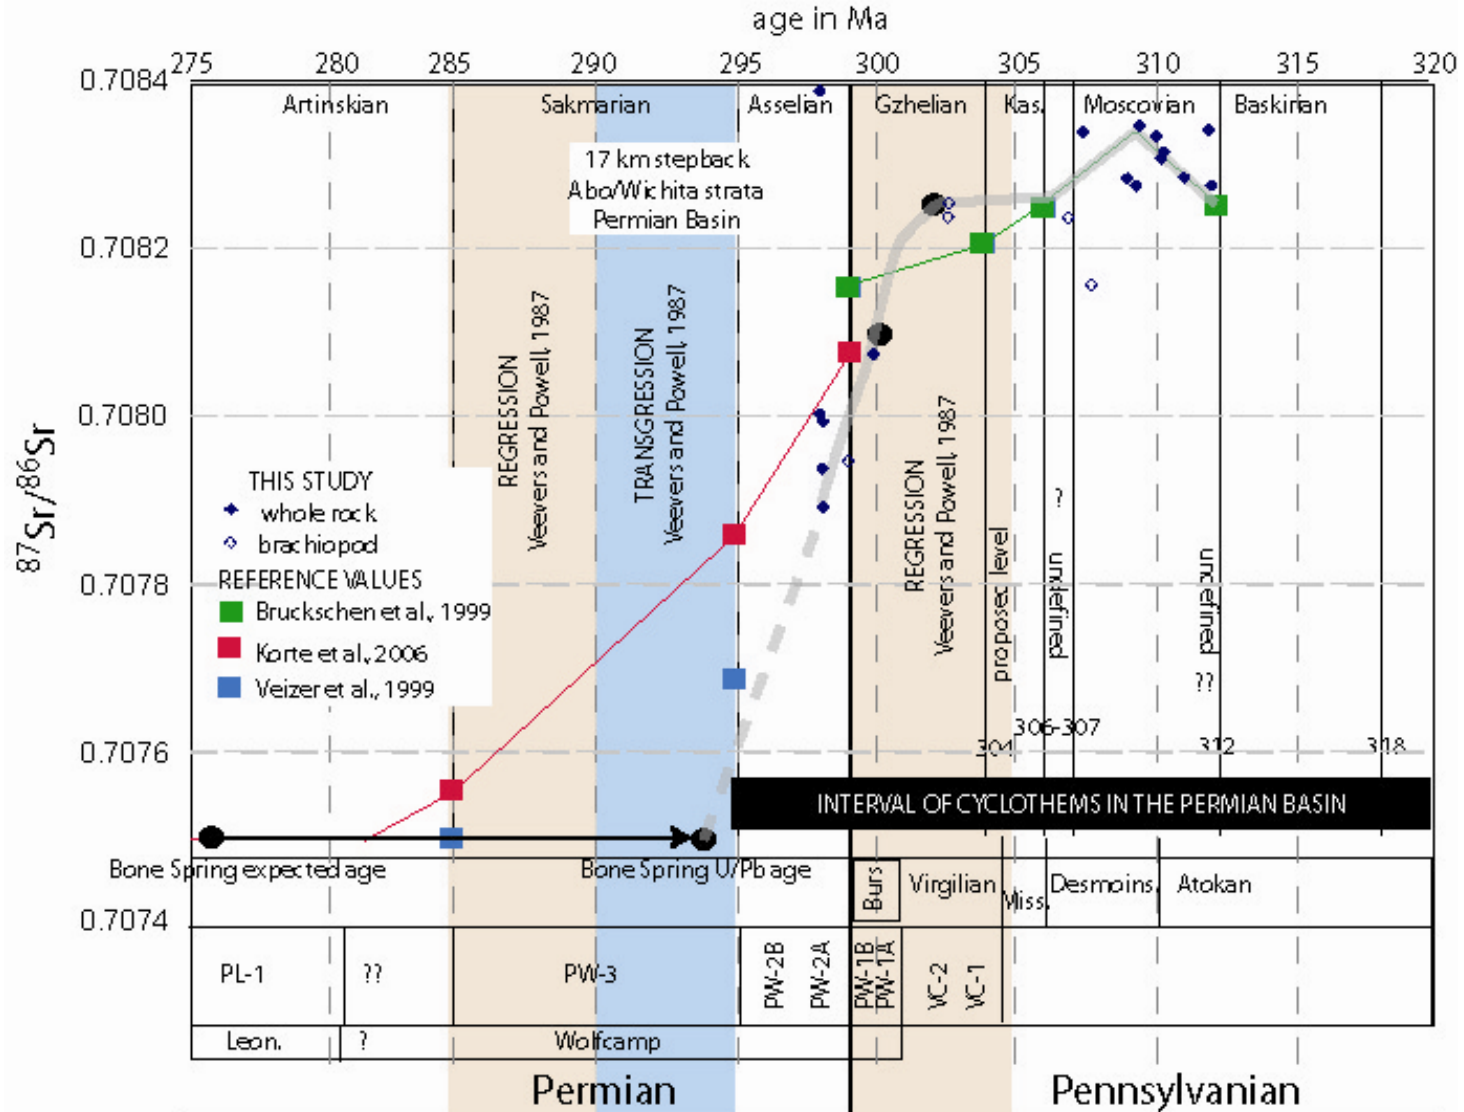 age in Ma
275 280 285 290 295 300 305 310 315 320
0.7084
Artinskian Sakmarian Asselian Gzhelian Kas. Moscovian Baskirian
17 km stepback
Abo/Wichita strata
Permian Basin
0.7082
REGRESSION
Veevers and Powell, 1987
TRANSGRESSION
Veevers and Powell, 1987
REGRESSION
Veevers and Powell, 1987
proposed level
?
undefined
undefined
??
0.7080
87Sr/86Sr
THIS STUDY
whole rock
brachiopod
REFERENCE VALUES
Bruckschen et al., 1999
Korte et al., 2006
Veizer et al., 1999
0.7078
306-307
0.7076
304 312 318
INTERVAL OF CYCLOTHEMS IN THE PERMIAN BASIN
Bone Spring expected age Bone Spring U/Pb age
Burs Virgilian Miss. Desmoins. Atokan
0.7074
PL-1 ?? PW-3 PW-2B PW-2A PW-1B PW-1A VC-2 VC-1
Leon. ? Wolfcamp
Permian Pennsylvanian